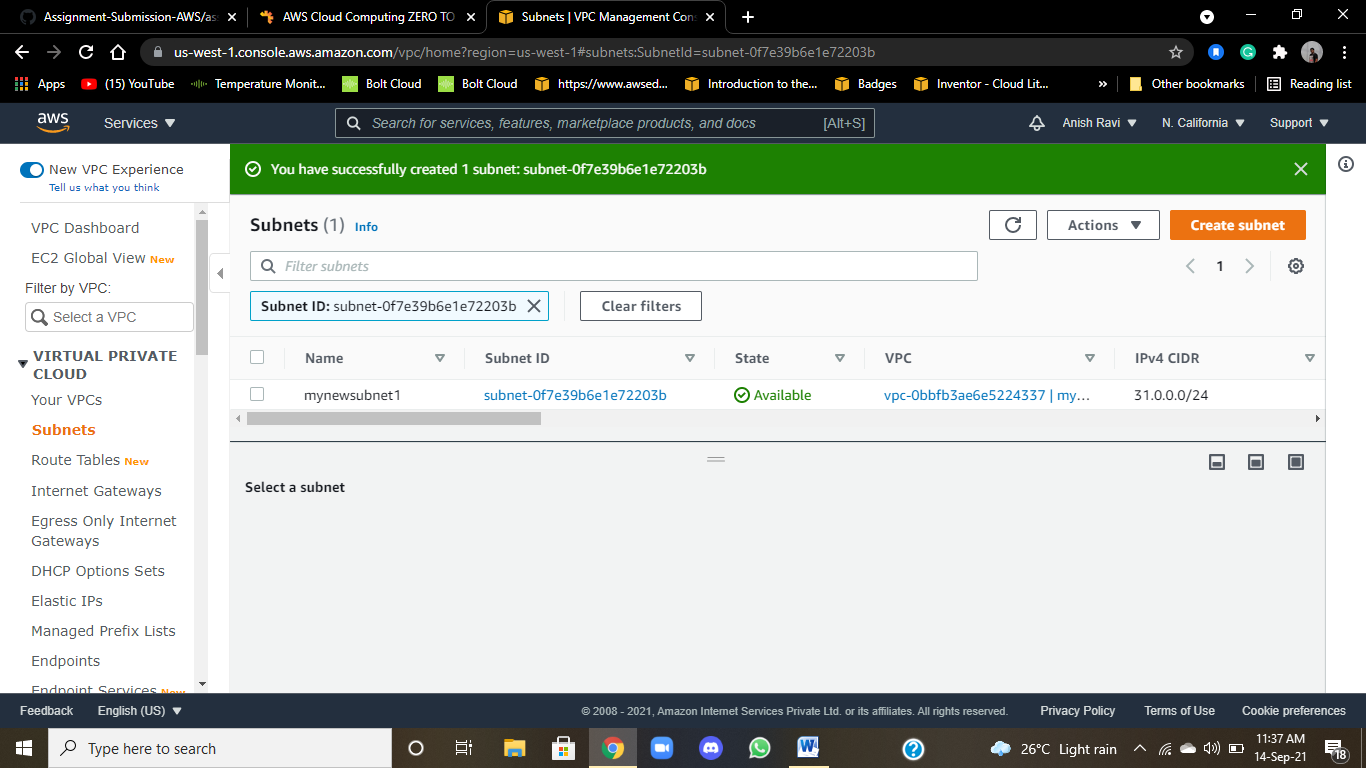 Assignment-Submission-AWS/ass
AWS Cloud Computing ZERO TO
Subnets | VPC Management Cons
us-west-1.console.aws.amazon.com/vpc/home?region=us-west-1#subnets:SubnetId=subnet-0f7e39b6e1e72203b
Apps
(15) YouTube
Temperature Monit...
Bolt Cloud
Bolt Cloud
https://www.awsed...
Introduction to the...
Badges
Inventor - Cloud Lit...
»
Other bookmarks
Reading list
aws
Services
Search for services, features, marketplace products, and docs
[Alt+S]
Anish Ravi
N. California
Support
New VPC Experience
Tell us what you think
You have successfully created 1 subnet: subnet-0f7e39b6e1e72203b
VPC Dashboard
EC2 Global View New
Filter by VPC:
Select a VPC
VIRTUAL PRIVATE
CLOUD
Your VPCs
Subnets
Route Tables New
Internet Gateways
Egress Only Internet
Gateways
DHCP Options Sets
Elastic IPs
Managed Prefix Lists
Endpoints
Endpoint Services New
Subnets (1) Info
Actions
Create subnet
Filter subnets
1
Subnet ID: subnet-0f7e39b6e1e72203b
Clear filters
Name
Subnet ID
State
VPC
IPv4 CIDR
mynewsubnet1
subnet-0f7e39b6e1e72203b
Available
vpc-0bbfb3ae6e5224337 | my...
31.0.0.0/24
Select a subnet
Feedback
English (US)
© 2008 - 2021, Amazon Internet Services Private Ltd. or its affiliates. All rights reserved.
Privacy Policy
Terms of Use
Cookie preferences
Type here to search
26°C Light rain
11:37 AM
14-Sep-21
18